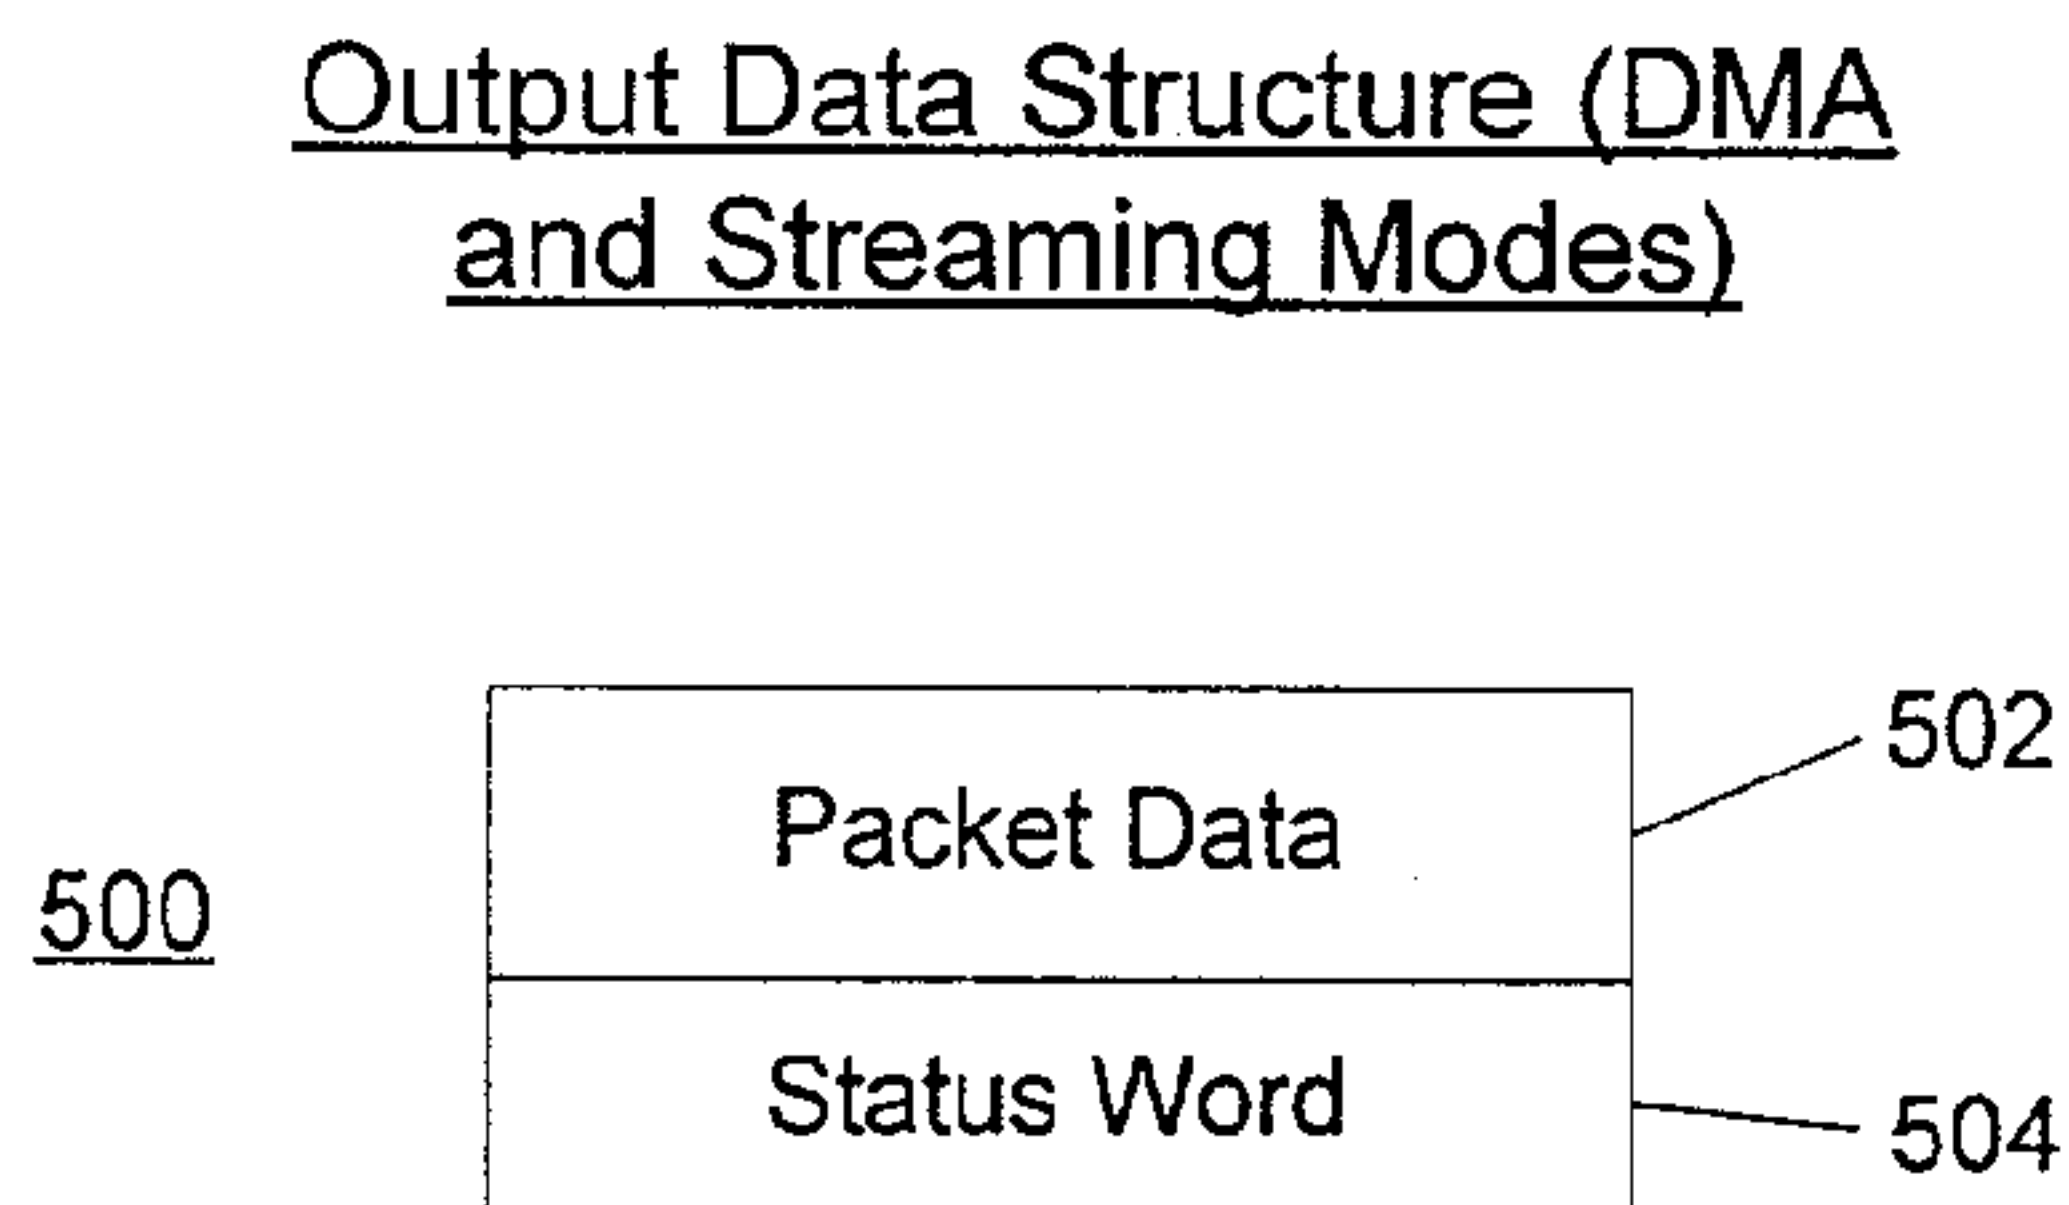 Output Data Structure (DMA
and Streaming Modes)
502
Packet Data
500
Status Word
504